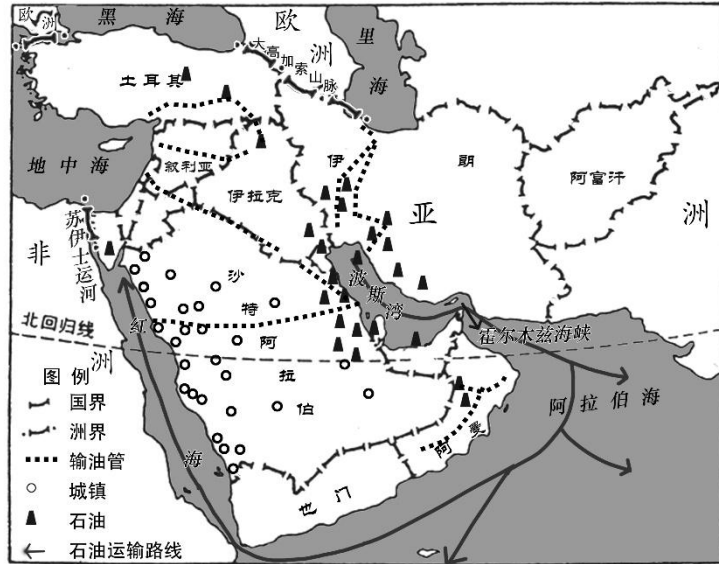 欧洲
黑海
欧洲
里海
大高加索山脉
土耳其
地中海
叙利亚
伊拉克
伊朗
阿富汗
亚洲
非洲
苏伊士运河
沙特阿拉伯
波斯湾
霍尔木兹海峡
北回归线
红海
阿拉伯海
阿曼
也门
图例
国界
洲界
输油管
城镇
石油
石油运输路线